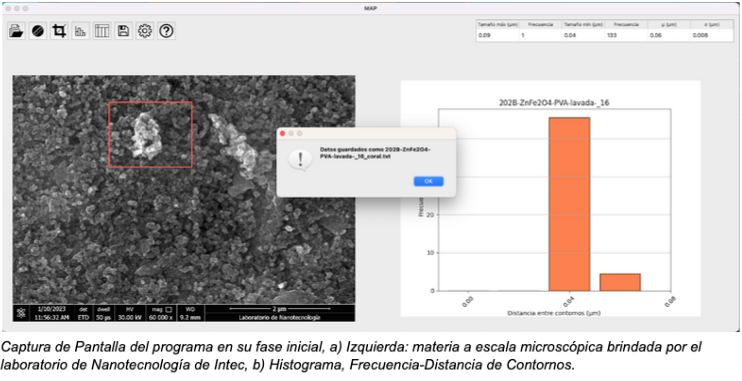 MAP
Tamaño máx (µm) Frecuencia Tamaño mín (µm) Frecuencia µ (µm) σ (µm)
0.09 1 0.04 133 0.06 0.008
202B-ZnFe2O4-PVA-lavada-_16
Datos guardados como 202B-ZnFe2O4-
PVA-lavada-_16_coral.txt
OK
Frecue
20
10
0
0.00 0.04 0.08
Distancia entre contornos (µm)
1/10/2023 det dwell HV mag WD 2 µm
11:56:32 AM ETD 50 µs 30.00 kV 60 000 x 9.2 mm Laboratorio de Nanotecnología
Captura de Pantalla del programa en su fase inicial, a) Izquierda: materia a escala microscópica brindada por el
laboratorio de Nanotecnología de Intec, b) Histograma, Frecuencia-Distancia de Contornos.